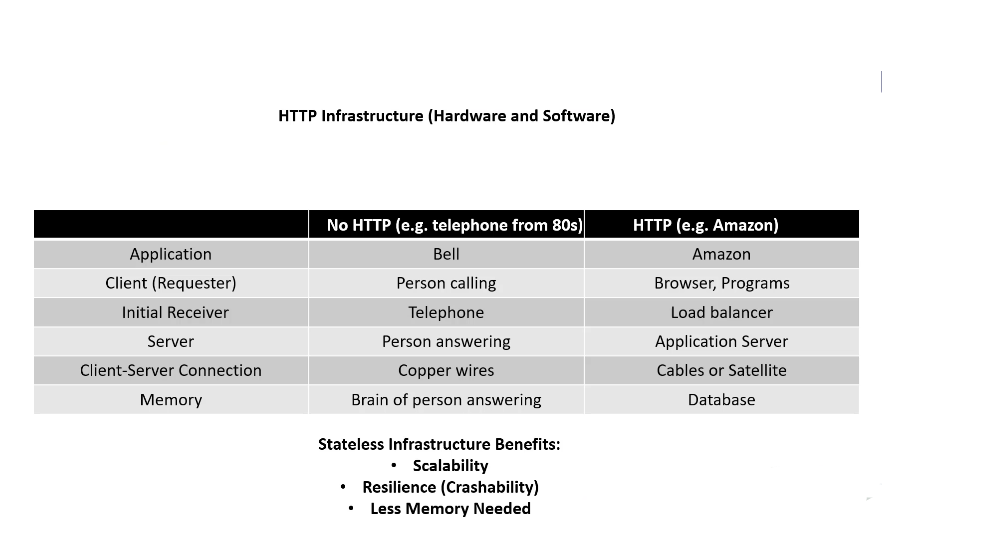 HTTP Infrastructure (Hardware and Software)
No HTTP (e.g. telephone from 80s) HTTP (e.g. Amazon)
Application Bell Amazon
Client (Requester) Person calling Browser, Programs
Initial Receiver Telephone Load balancer
Server Person answering Application Server
Client-Server Connection Copper wires Cables or Satellite
Memory Brain of person answering Database
Stateless Infrastructure Benefits:
• Scalability
• Resilience (Crashability)
• Less Memory Needed